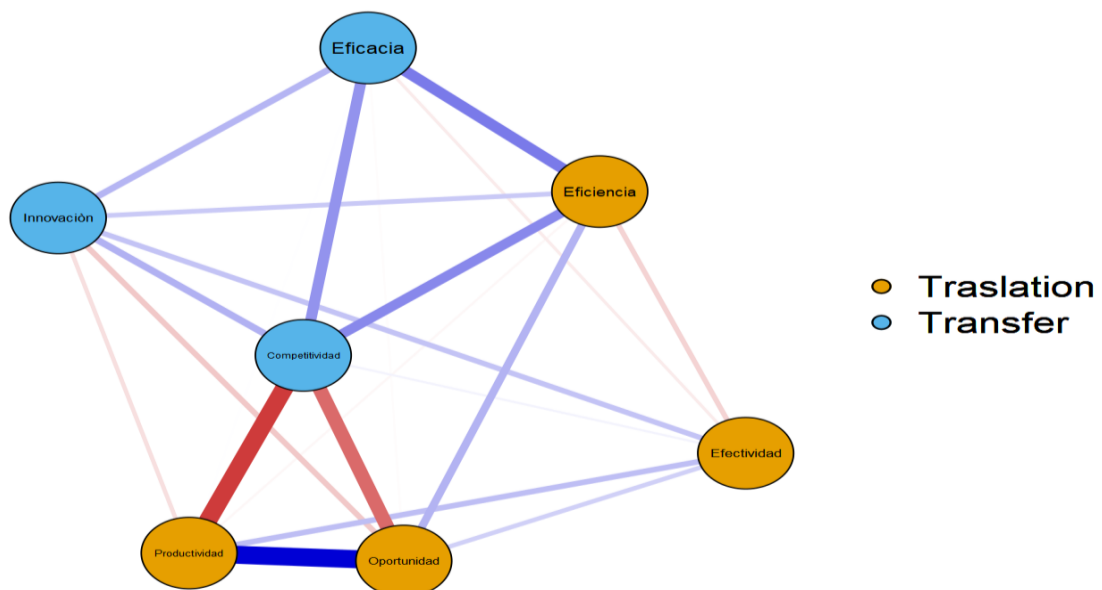 Eficacia
Eficiencia
Innovación
Traslation
Transfer
Competitividad
Efectividad
Productividad
Oportunidad